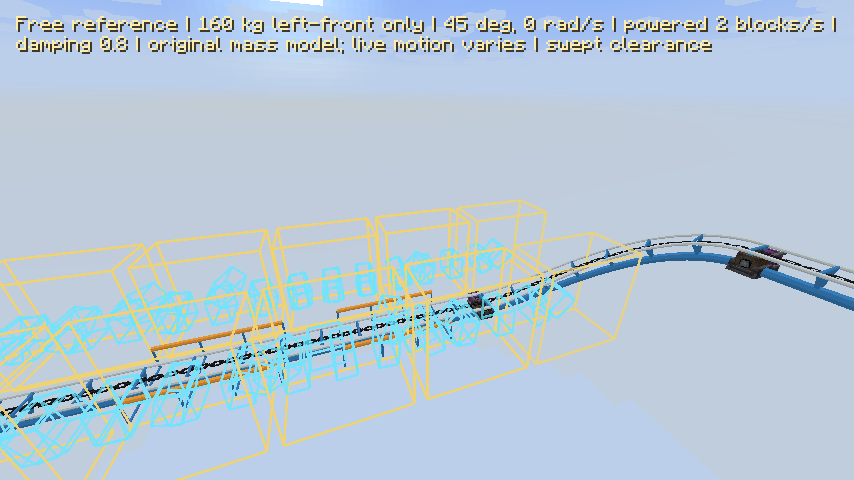 Free reference | 160 kg left-front only | 45 deg, 0 rad/s | powered 2 blocks/s |
damping 0.8 | original mass model; live motion varies | swept clearance